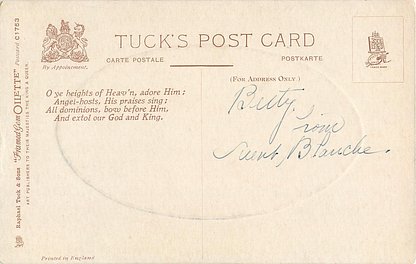 TUCK'S POST CARD
CARTE POSTALE
POSTKARTE
By Appointment.
(FOR ADDRESS ONLY.)
O ye heights of Heav'n, adore Him;
Angel-hosts, His praises sing;
All dominions, bow before Him,
And extol our God and King.
Betty,
From
Aunt Blanche.
Raphael Tuck & Sons "Framed Gem OILETTE" Postcard C1753
ART PUBLISHERS TO THEIR MAJESTIES THE KING & QUEEN.
Printed in England